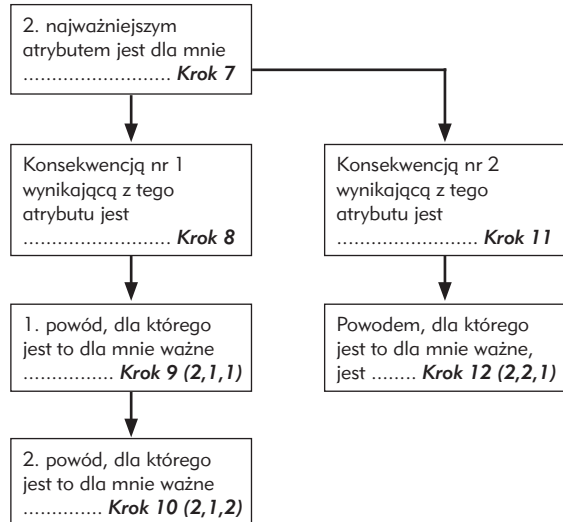 2. najważniejszym
atrybutem jest dla mnie
......................... Krok 7
Konsekwencją nr 1
wynikającą z tego
atrybutu jest
......................... Krok 8
1. powód, dla którego
jest to dla mnie ważne
............... Krok 9 (2,1,1)
2. powód, dla którego
jest to dla mnie ważne
............. Krok 10 (2,1,2)
Konsekwencją nr 2
wynikającą z tego
atrybutu jest
........................ Krok 11
Powodem, dla którego
jest to dla mnie ważne,
jest ........ Krok 12 (2,2,1)